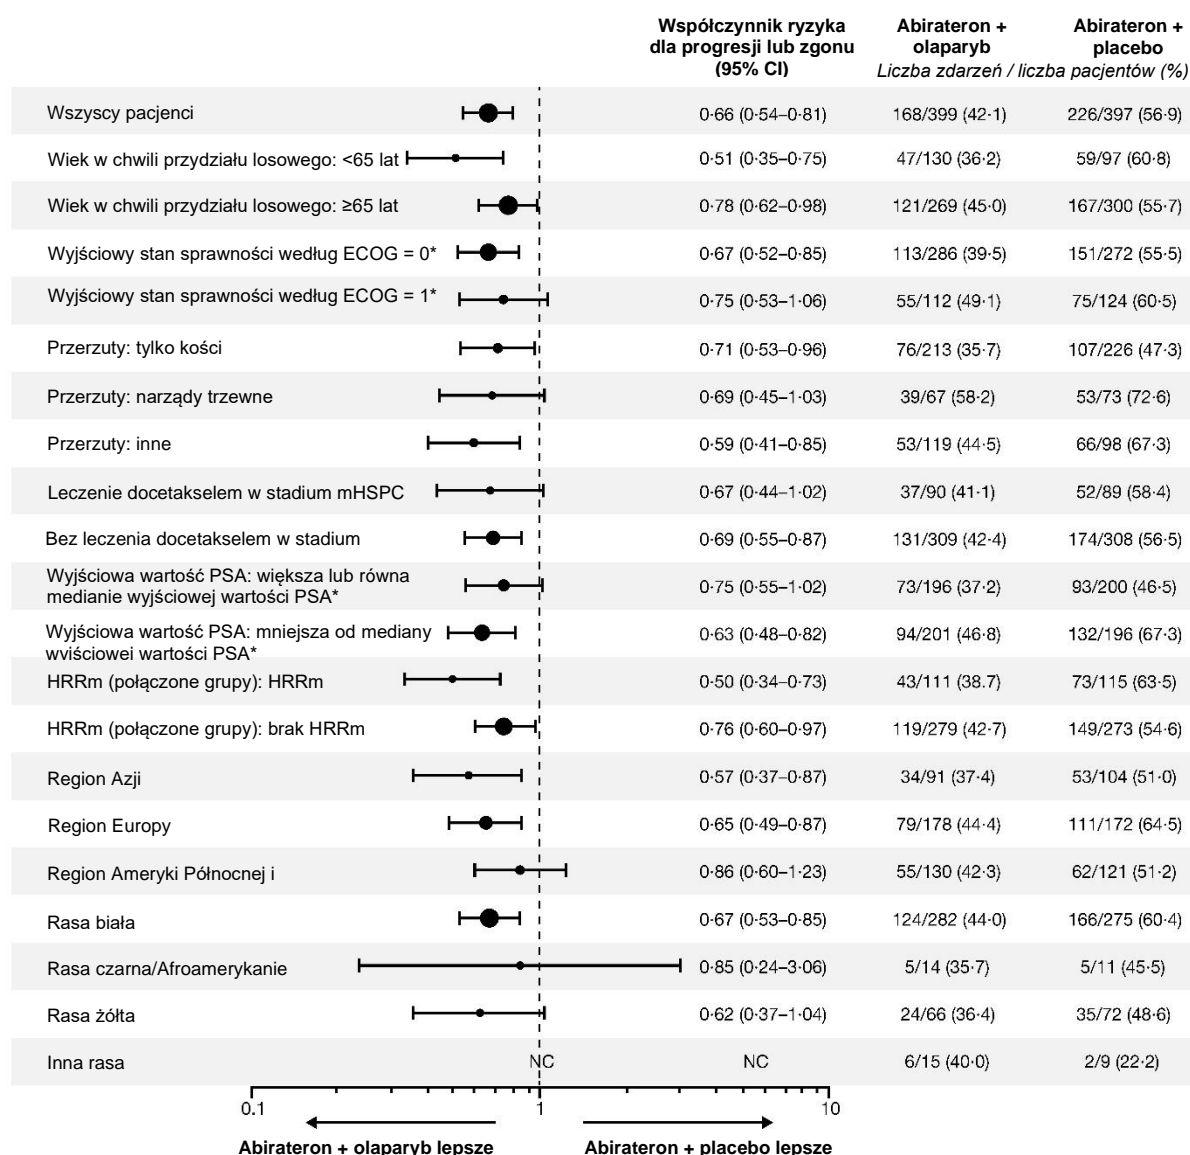 Współczynnik ryzyka dla progresji lub zgonu (95% CI) Abirateron + olaparyb Abirateron + placebo
Liczba zdarzeń / liczba pacjentów (%)
Wszyscy pacjenci 0·66 (0·54–0·81) 168/399 (42·1) 226/397 (56·9)
Wiek w chwili przydziału losowego: <65 lat 0·51 (0·35–0·75) 47/130 (36·2) 59/97 (60·8)
Wiek w chwili przydziału losowego: ≥65 lat 0·78 (0·62–0·98) 121/269 (45·0) 167/300 (55·7)
Wyjściowy stan sprawności według ECOG = 0* 0·67 (0·52–0·85) 113/286 (39·5) 151/272 (55·5)
Wyjściowy stan sprawności według ECOG = 1* 0·75 (0·53–1·06) 55/112 (49·1) 75/124 (60·5)
Przerzuty: tylko kości 0·71 (0·53–0·96) 76/213 (35·7) 107/226 (47·3)
Przerzuty: narządy trzewne 0·69 (0·45–1·03) 39/67 (58·2) 53/73 (72·6)
Przerzuty: inne 0·59 (0·41–0·85) 53/119 (44·5) 66/98 (67·3)
Leczenie docetakselem w stadium mHSPC 0·67 (0·44–1·02) 37/90 (41·1) 52/89 (58·4)
Bez leczenia docetakselem w stadium 0·69 (0·55–0·87) 131/309 (42·4) 174/308 (56·5)
Wyjściowa wartość PSA: większa lub równa
medianie wyjściowej wartości PSA* 0·75 (0·55–1·02) 73/196 (37·2) 93/200 (46·5)
Wyjściowa wartość PSA: mniejsza od mediany
wyjściowej wartości PSA* 0·63 (0·48–0·82) 94/201 (46·8) 132/196 (67·3)
HRRm (połączone grupy): HRRm 0·50 (0·34–0·73) 43/111 (38.7) 73/115 (63·5)
HRRm (połączone grupy): brak HRRm 0·76 (0·60–0·97) 119/279 (42·7) 149/273 (54·6)
Region Azji 0·57 (0·37–0·87) 34/91 (37·4) 53/104 (51·0)
Region Europy 0·65 (0·49–0·87) 79/178 (44·4) 111/172 (64·5)
Region Ameryki Północnej i 0·86 (0·60–1·23) 55/130 (42·3) 62/121 (51·2)
Rasa biała 0·67 (0·53–0·85) 124/282 (44·0) 166/275 (60·4)
Rasa czarna/Afroamerykanie 0·85 (0·24–3·06) 5/14 (35·7) 5/11 (45·5)
Rasa żółta 0·62 (0·37–1·04) 24/66 (36·4) 35/72 (48·6)
Inna rasa NC NC 6/15 (40·0) 2/9 (22·2)
0.1 1 10
Abirateron + olaparyb lepsze Abirateron + placebo lepsze